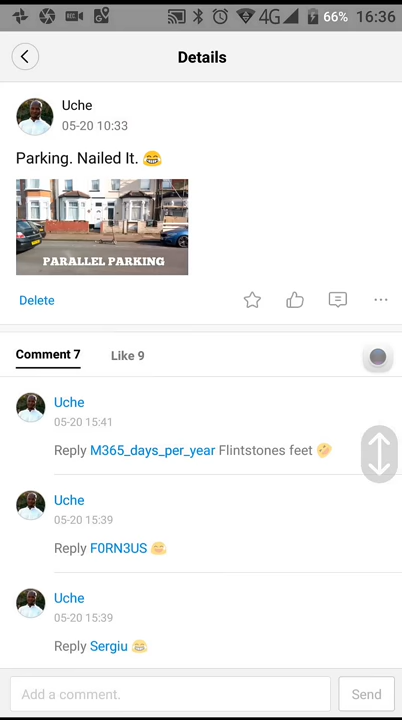 4G 66% 16:36
Details
Uche
05-20 10:33
Parking. Nailed It. 😂
PARALLEL PARKING
Delete
Comment 7 Like 9
Uche
05-20 15:41
Reply M365_days_per_year Flintstones feet 🤣
Uche
05-20 15:39
Reply F0RN3US 😊
Uche
05-20 15:39
Reply Sergiu 😂
Add a comment. Send